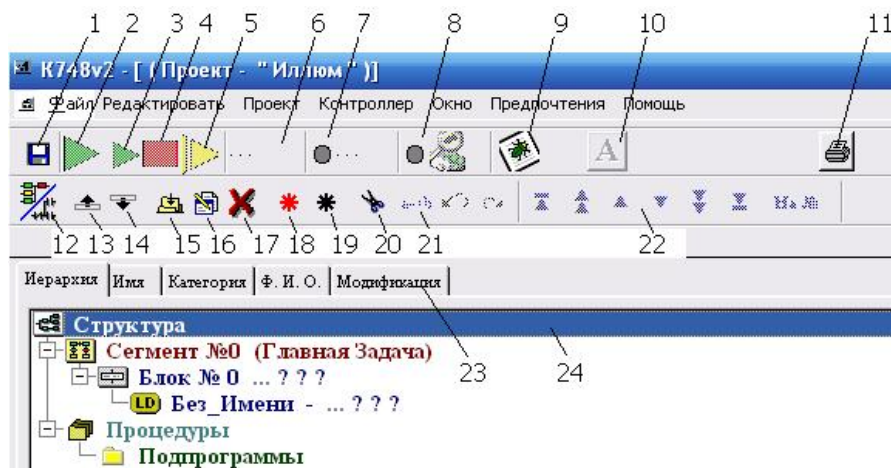 1 2 3 4 5 6 7 8 9 10 11
K748v2 - [ ( Проект - " Иллюм " )]
Файл Редактировать Проект Контроллер Окно Предпочтения Помощь
A
На №
12 13 14 15 16 17 18 19 20 21 22
Иерархия Имя Категория Ф. И. О. Модификация
Структура
Сегмент №0 (Главная Задача)
23 24
Блок № 0 ... ? ? ?
LD Без_Имени - ... ? ? ?
Процедуры
Подпрограммы